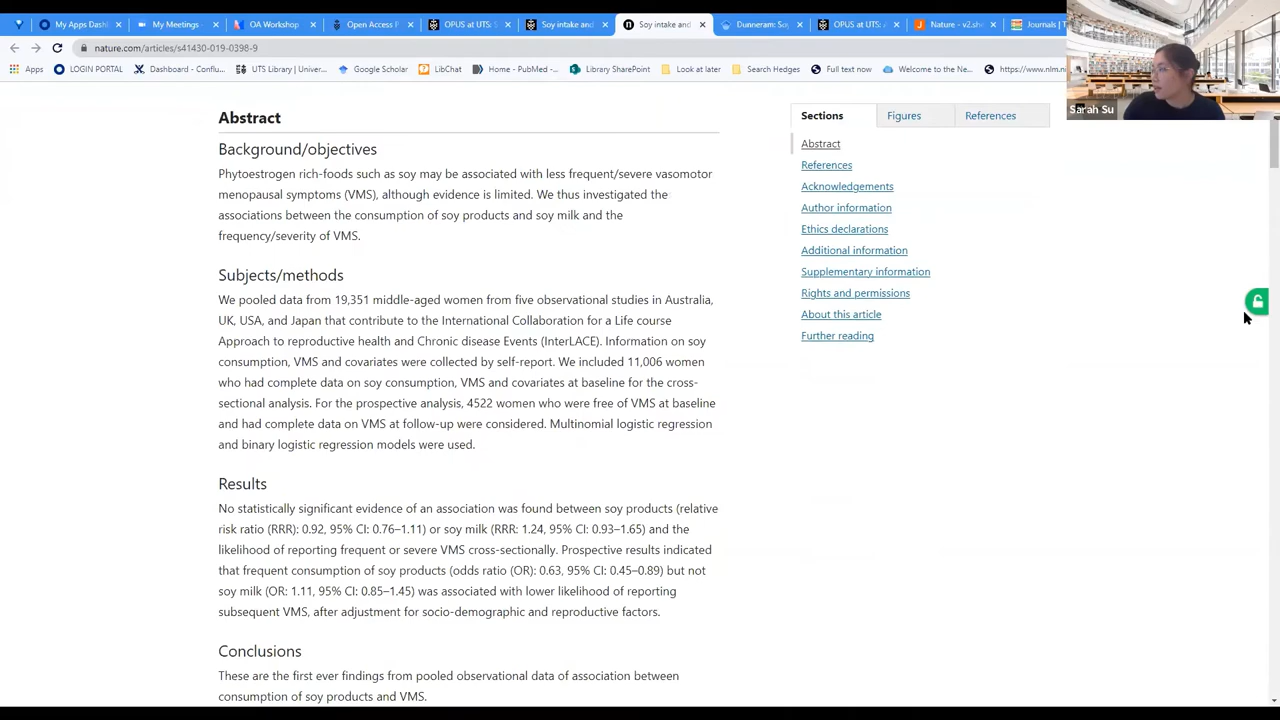 My Apps Dash
My Meetings -
OA Workshop
Open Access P
OPUS at UTS: S
Soy intake and
Soy intake and
Dunneram: Soy
OPUS at UTS: A
Nature - v2.she
Journals | T
nature.com/articles/s41430-019-0398-9
Apps
LOGIN PORTAL
Dashboard - Conflu...
UTS Library | Univer...
Google Scholar
LibChat
Home - PubMed -...
Library SharePoint
Look at later
Search Hedges
Full text now
Welcome to the Ne...
https://www.nlm.n
Sarah Su
Abstract
Background/objectives
Phytoestrogen rich-foods such as soy may be associated with less frequent/severe vasomotor
menopausal symptoms (VMS), although evidence is limited. We thus investigated the
associations between the consumption of soy products and soy milk and the
frequency/severity of VMS.
Subjects/methods
We pooled data from 19,351 middle-aged women from five observational studies in Australia,
UK, USA, and Japan that contribute to the International Collaboration for a Life course
Approach to reproductive health and Chronic disease Events (InterLACE). Information on soy
consumption, VMS and covariates were collected by self-report. We included 11,006 women
who had complete data on soy consumption, VMS and covariates at baseline for the cross-
sectional analysis. For the prospective analysis, 4522 women who were free of VMS at baseline
and had complete data on VMS at follow-up were considered. Multinomial logistic regression
and binary logistic regression models were used.
Results
No statistically significant evidence of an association was found between soy products (relative
risk ratio (RRR): 0.92, 95% CI: 0.76–1.11) or soy milk (RRR: 1.24, 95% CI: 0.93–1.65) and the
likelihood of reporting frequent or severe VMS cross-sectionally. Prospective results indicated
that frequent consumption of soy products (odds ratio (OR): 0.63, 95% CI: 0.45–0.89) but not
soy milk (OR: 1.11, 95% CI: 0.85–1.45) was associated with lower likelihood of reporting
subsequent VMS, after adjustment for socio-demographic and reproductive factors.
Conclusions
These are the first ever findings from pooled observational data of association between
consumption of soy products and VMS.
Sections
Figures
References
Abstract
References
Acknowledgements
Author information
Ethics declarations
Additional information
Supplementary information
Rights and permissions
About this article
Further reading